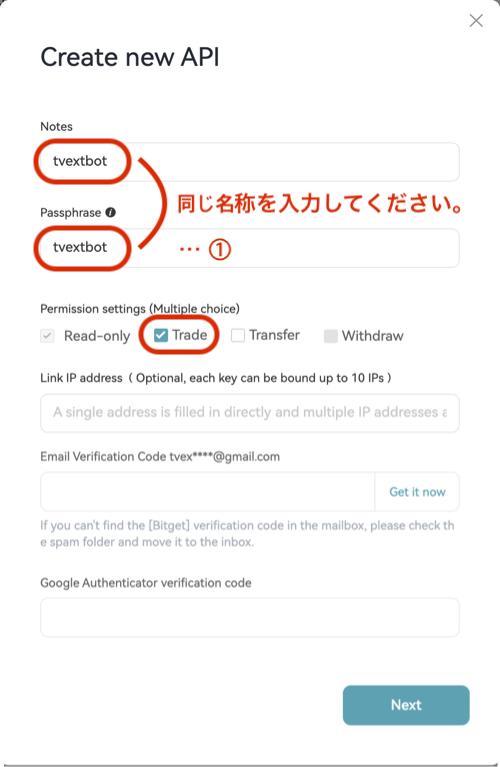 Create new API
Notes
tvextbot
同じ名称を入力してください。
Passphrase
tvextbot
… ①
Permission settings (Multiple choice)
Read-only Trade Transfer Withdraw
Link IP address ( Optional, each key can be bound up to 10 IPs )
A single address is filled in directly and multiple IP addresses a
Email Verification Code tvex****@gmail.com
Get it now
If you can't find the [Bitget] verification code in the mailbox, please check th
e spam folder and move it to the inbox.
Google Authenticator verification code
Next